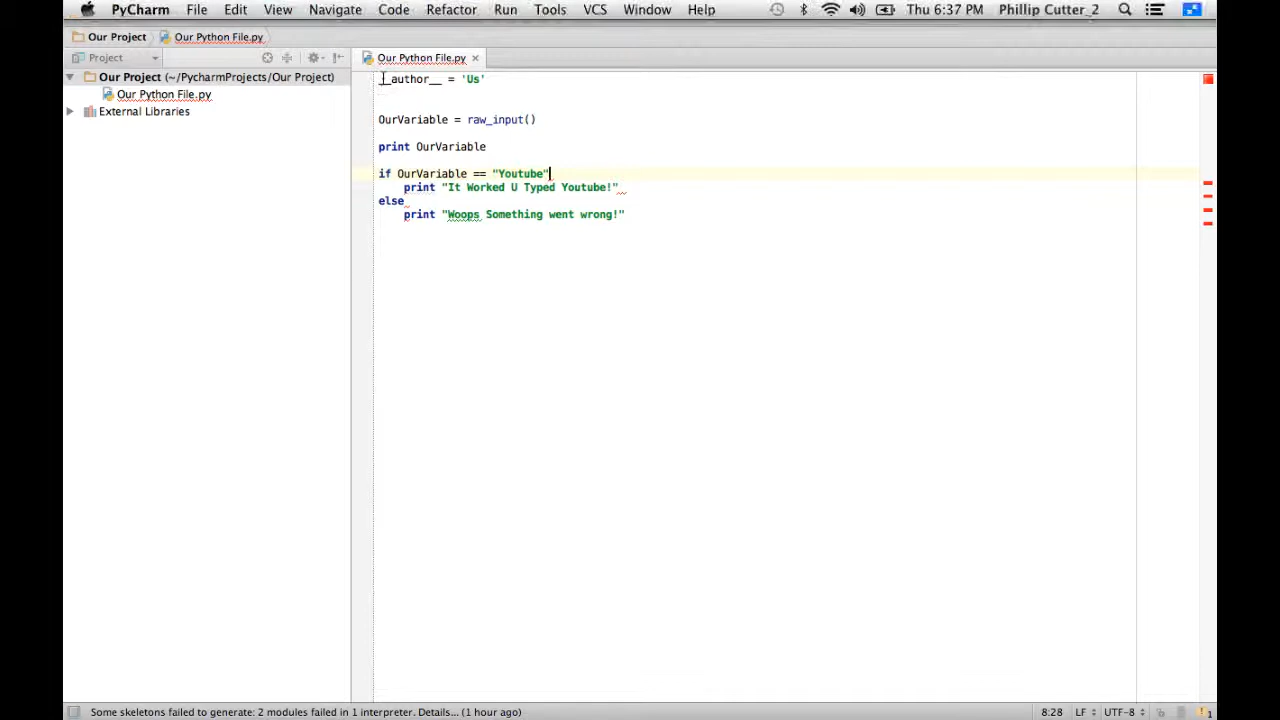 PyCharm File Edit View Navigate Code Refactor Run Tools VCS Window Help Thu 6:37 PM Phillip Cutter_2
Our Project Our Python File.py
Project Our Python File.py
Our Project (~/PycharmProjects/Our Project)
Our Python File.py
External Libraries
__author__ = 'Us'
OurVariable = raw_input()
print OurVariable
if OurVariable == "Youtube"
print "It Worked U Typed Youtube!"
else
print "Woops Something went wrong!"
Some skeletons failed to generate: 2 modules failed in 1 interpreter. Details... (1 hour ago) 8:28 LF UTF-8 1